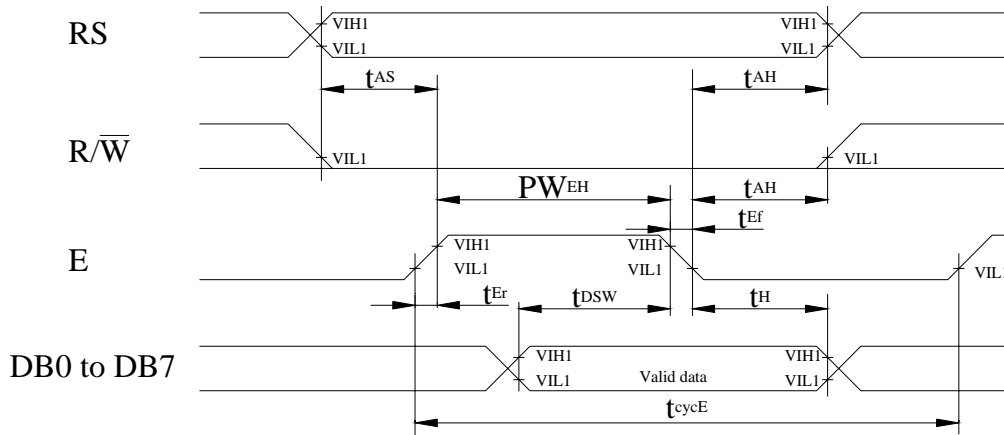 RS VIH1 VIH1
VIL1 VIL1
tAS tAH
R/W̅ VIL1 VIL1
PWEH tAH
tEf
E VIH1 VIH1
VIL1 VIL1 VIL1
tEr tDSW tH
DB0 to DB7 VIH1 VIH1
VIL1 Valid data VIL1
tcycE